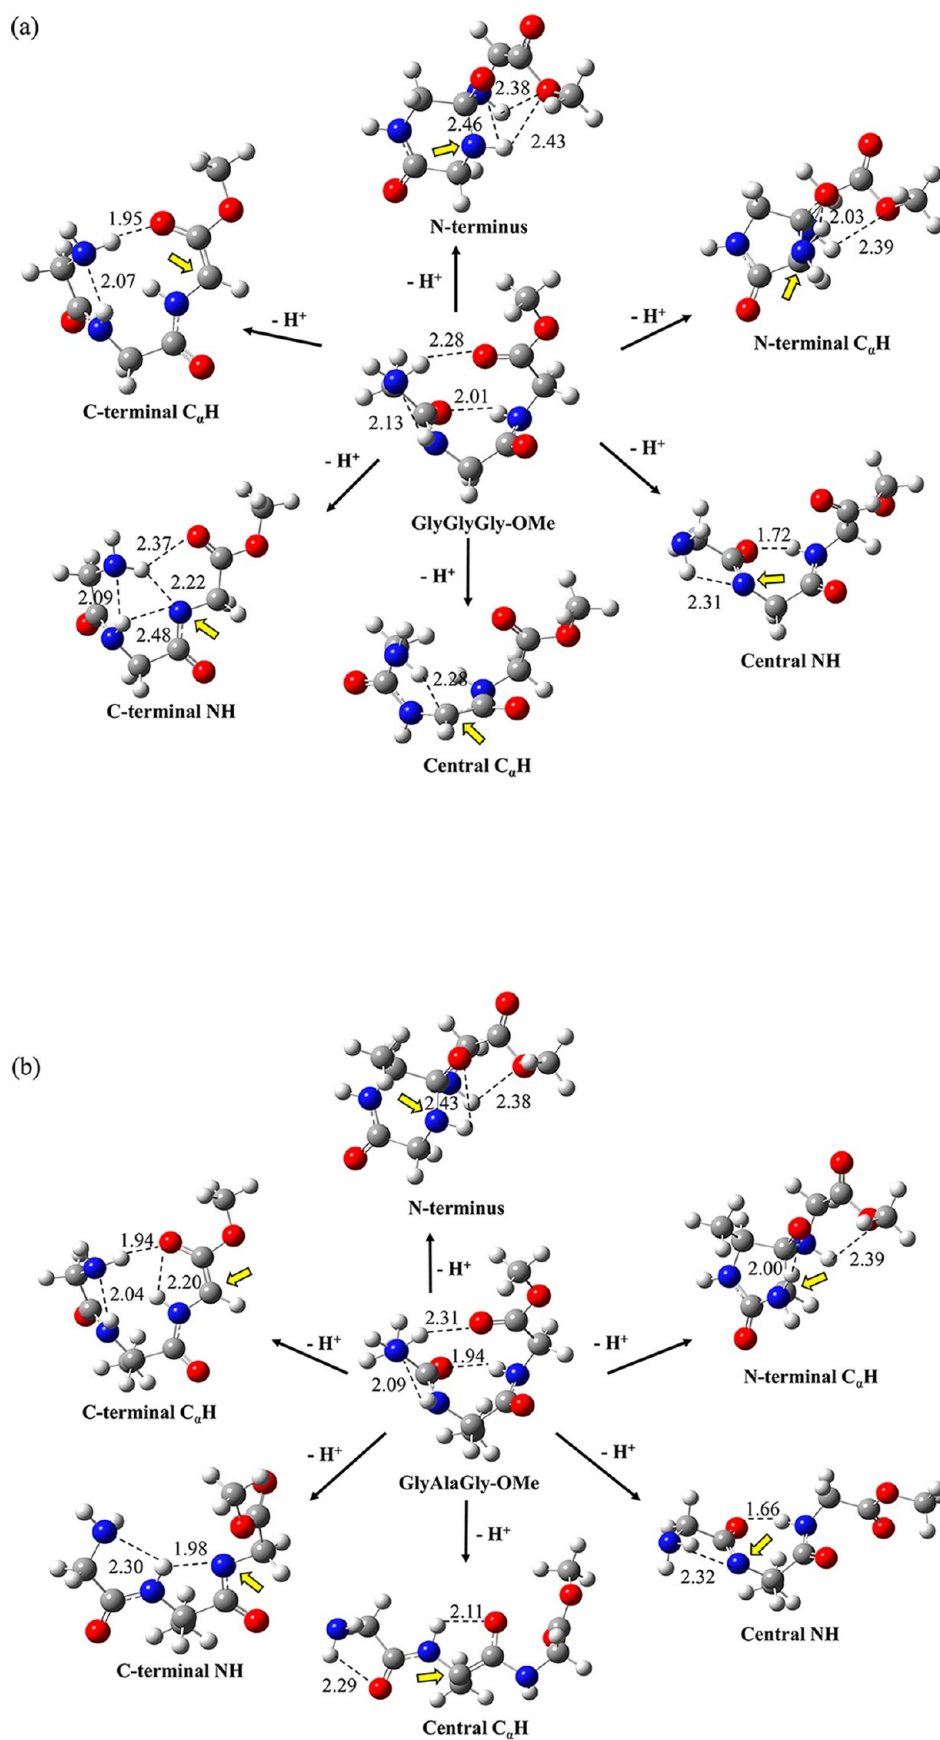 (a)
2.38
2.46
2.43
N-terminus
1.95
2.07
C-terminal CαH
- H⁺
2.03
2.39
N-terminal CαH
- H⁺
- H⁺
2.28
2.01
2.13
GlyGlyGly-OMe
- H⁺
- H⁺
2.37
2.09
2.22
2.48
C-terminal NH
- H⁺
1.72
2.31
Central NH
2.28
Central CαH
(b)
2.43
2.38
N-terminus
1.94
2.20
2.04
C-terminal CαH
- H⁺
2.00
2.39
N-terminal CαH
- H⁺
- H⁺
2.31
1.94
2.09
GlyAlaGly-OMe
- H⁺
- H⁺
2.30
1.98
C-terminal NH
- H⁺
1.66
2.32
Central NH
2.11
2.29
Central CαH